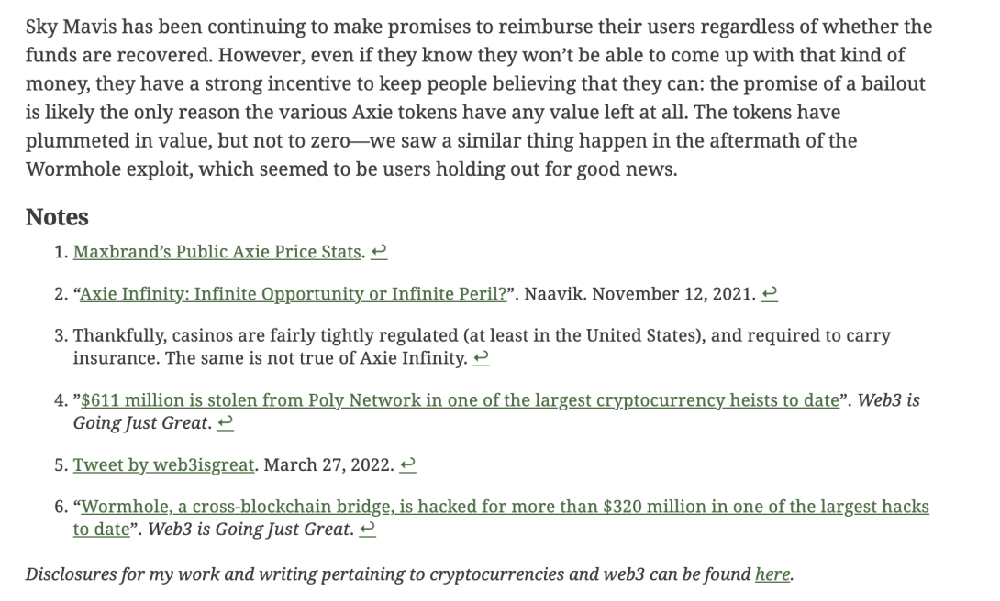 Sky Mavis has been continuing to make promises to reimburse their users regardless of whether the
funds are recovered. However, even if they know they won’t be able to come up with that kind of
money, they have a strong incentive to keep people believing that they can: the promise of a bailout
is likely the only reason the various Axie tokens have any value left at all. The tokens have
plummeted in value, but not to zero—we saw a similar thing happen in the aftermath of the
Wormhole exploit, which seemed to be users holding out for good news.
Notes
1. Maxbrand’s Public Axie Price Stats. ↩
2. “Axie Infinity: Infinite Opportunity or Infinite Peril?”. Naavik. November 12, 2021. ↩
3. Thankfully, casinos are fairly tightly regulated (at least in the United States), and required to carry
insurance. The same is not true of Axie Infinity. ↩
4. ”$611 million is stolen from Poly Network in one of the largest cryptocurrency heists to date”. Web3 is
Going Just Great. ↩
5. Tweet by web3isgreat. March 27, 2022. ↩
6. “Wormhole, a cross-blockchain bridge, is hacked for more than $320 million in one of the largest hacks
to date”. Web3 is Going Just Great. ↩
Disclosures for my work and writing pertaining to cryptocurrencies and web3 can be found here.